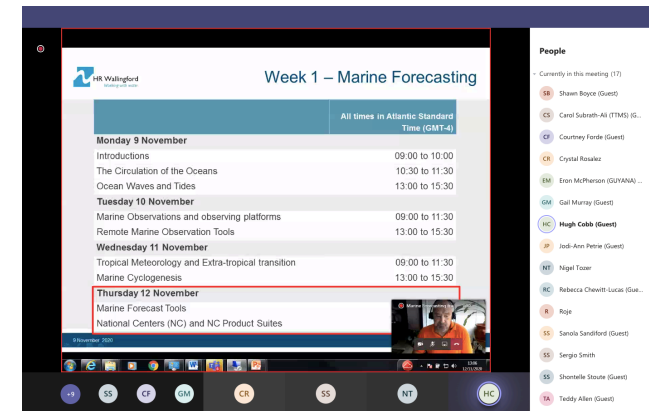 People
Currently in this meeting (17)
SB Shawn Boyce (Guest)
CS Carol Subrath-Ali (TTMS) (G...
CF Courtney Forde (Guest)
CR Crystal Rosalez
EM Eron McPherson (GUYANA) ...
GM Gail Murray (Guest)
HC Hugh Cobb (Guest)
JP Jodi-Ann Petrie (Guest)
NT Nigel Tozer
RC Rebecca Chewitt-Lucas (Gue...
R Roje
SS Sanola Sandiford (Guest)
SS Sergio Smith
SS Shontelle Stoute (Guest)
TA Teddy Allen (Guest)
HR Wallingford
Working with water
Week 1 – Marine Forecasting
All times in Atlantic Standard
Time (GMT-4)
Monday 9 November
Introductions 09:00 to 10:00
The Circulation of the Oceans 10:30 to 11:30
Ocean Waves and Tides 13:00 to 15:30
Tuesday 10 November
Marine Observations and observing platforms 09:00 to 11:30
Remote Marine Observation Tools 13:00 to 15:30
Wednesday 11 November
Tropical Meteorology and Extra-tropical transition 09:00 to 11:30
Marine Cyclogenesis 13:00 to 15:30
Thursday 12 November
Marine Forecast Tools
National Centers (NC) and NC Product Suites
Marine Forecasting
9 November 2020
12/11/2020
+9 SS CF GM CR SS NT HC